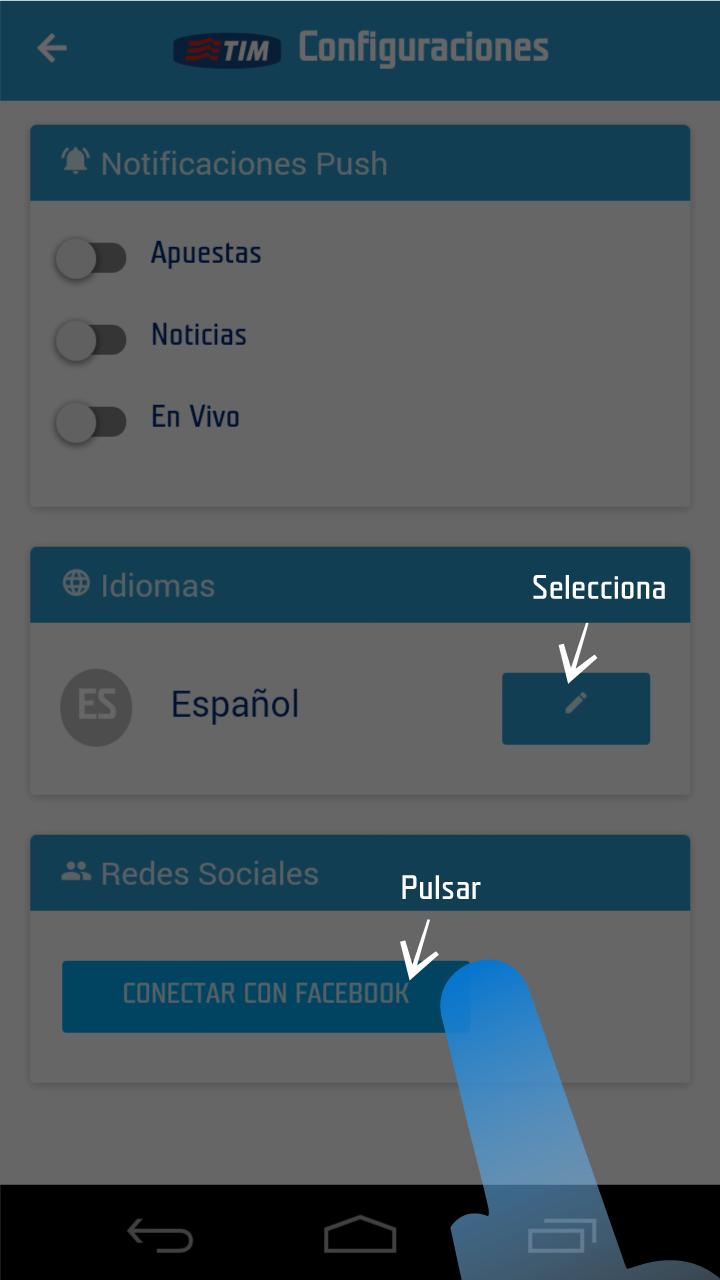 TIM Configuraciones
Notificaciones Push
Apuestas
Noticias
En Vivo
Idiomas
Selecciona
ES Español
Redes Sociales
Pulsar
CONECTAR CON FACEBOOK